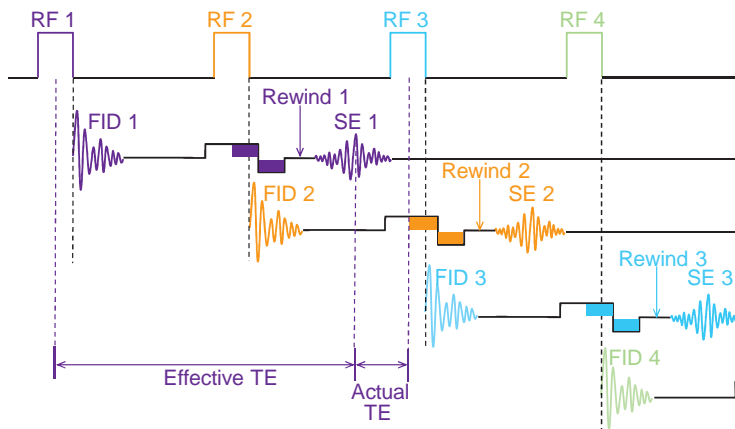 RF 1
RF 2
RF 3
RF 4
Rewind 1
FID 1
SE 1
Rewind 2
FID 2
SE 2
Rewind 3
FID 3
SE 3
FID 4
Effective TE
Actual
TE